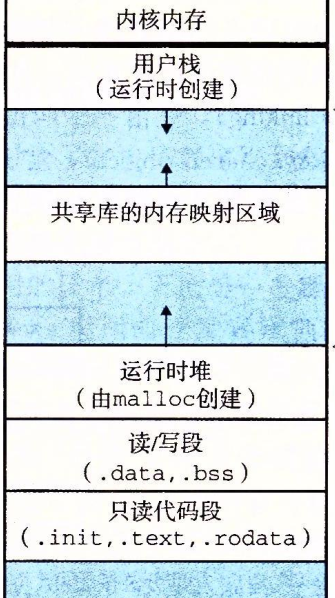 内核内存
用户栈
（运行时创建）
共享库的内存映射区域
运行时堆
（由malloc创建）
读/写段
（.data,.bss）
只读代码段
（.init,.text,.rodata）